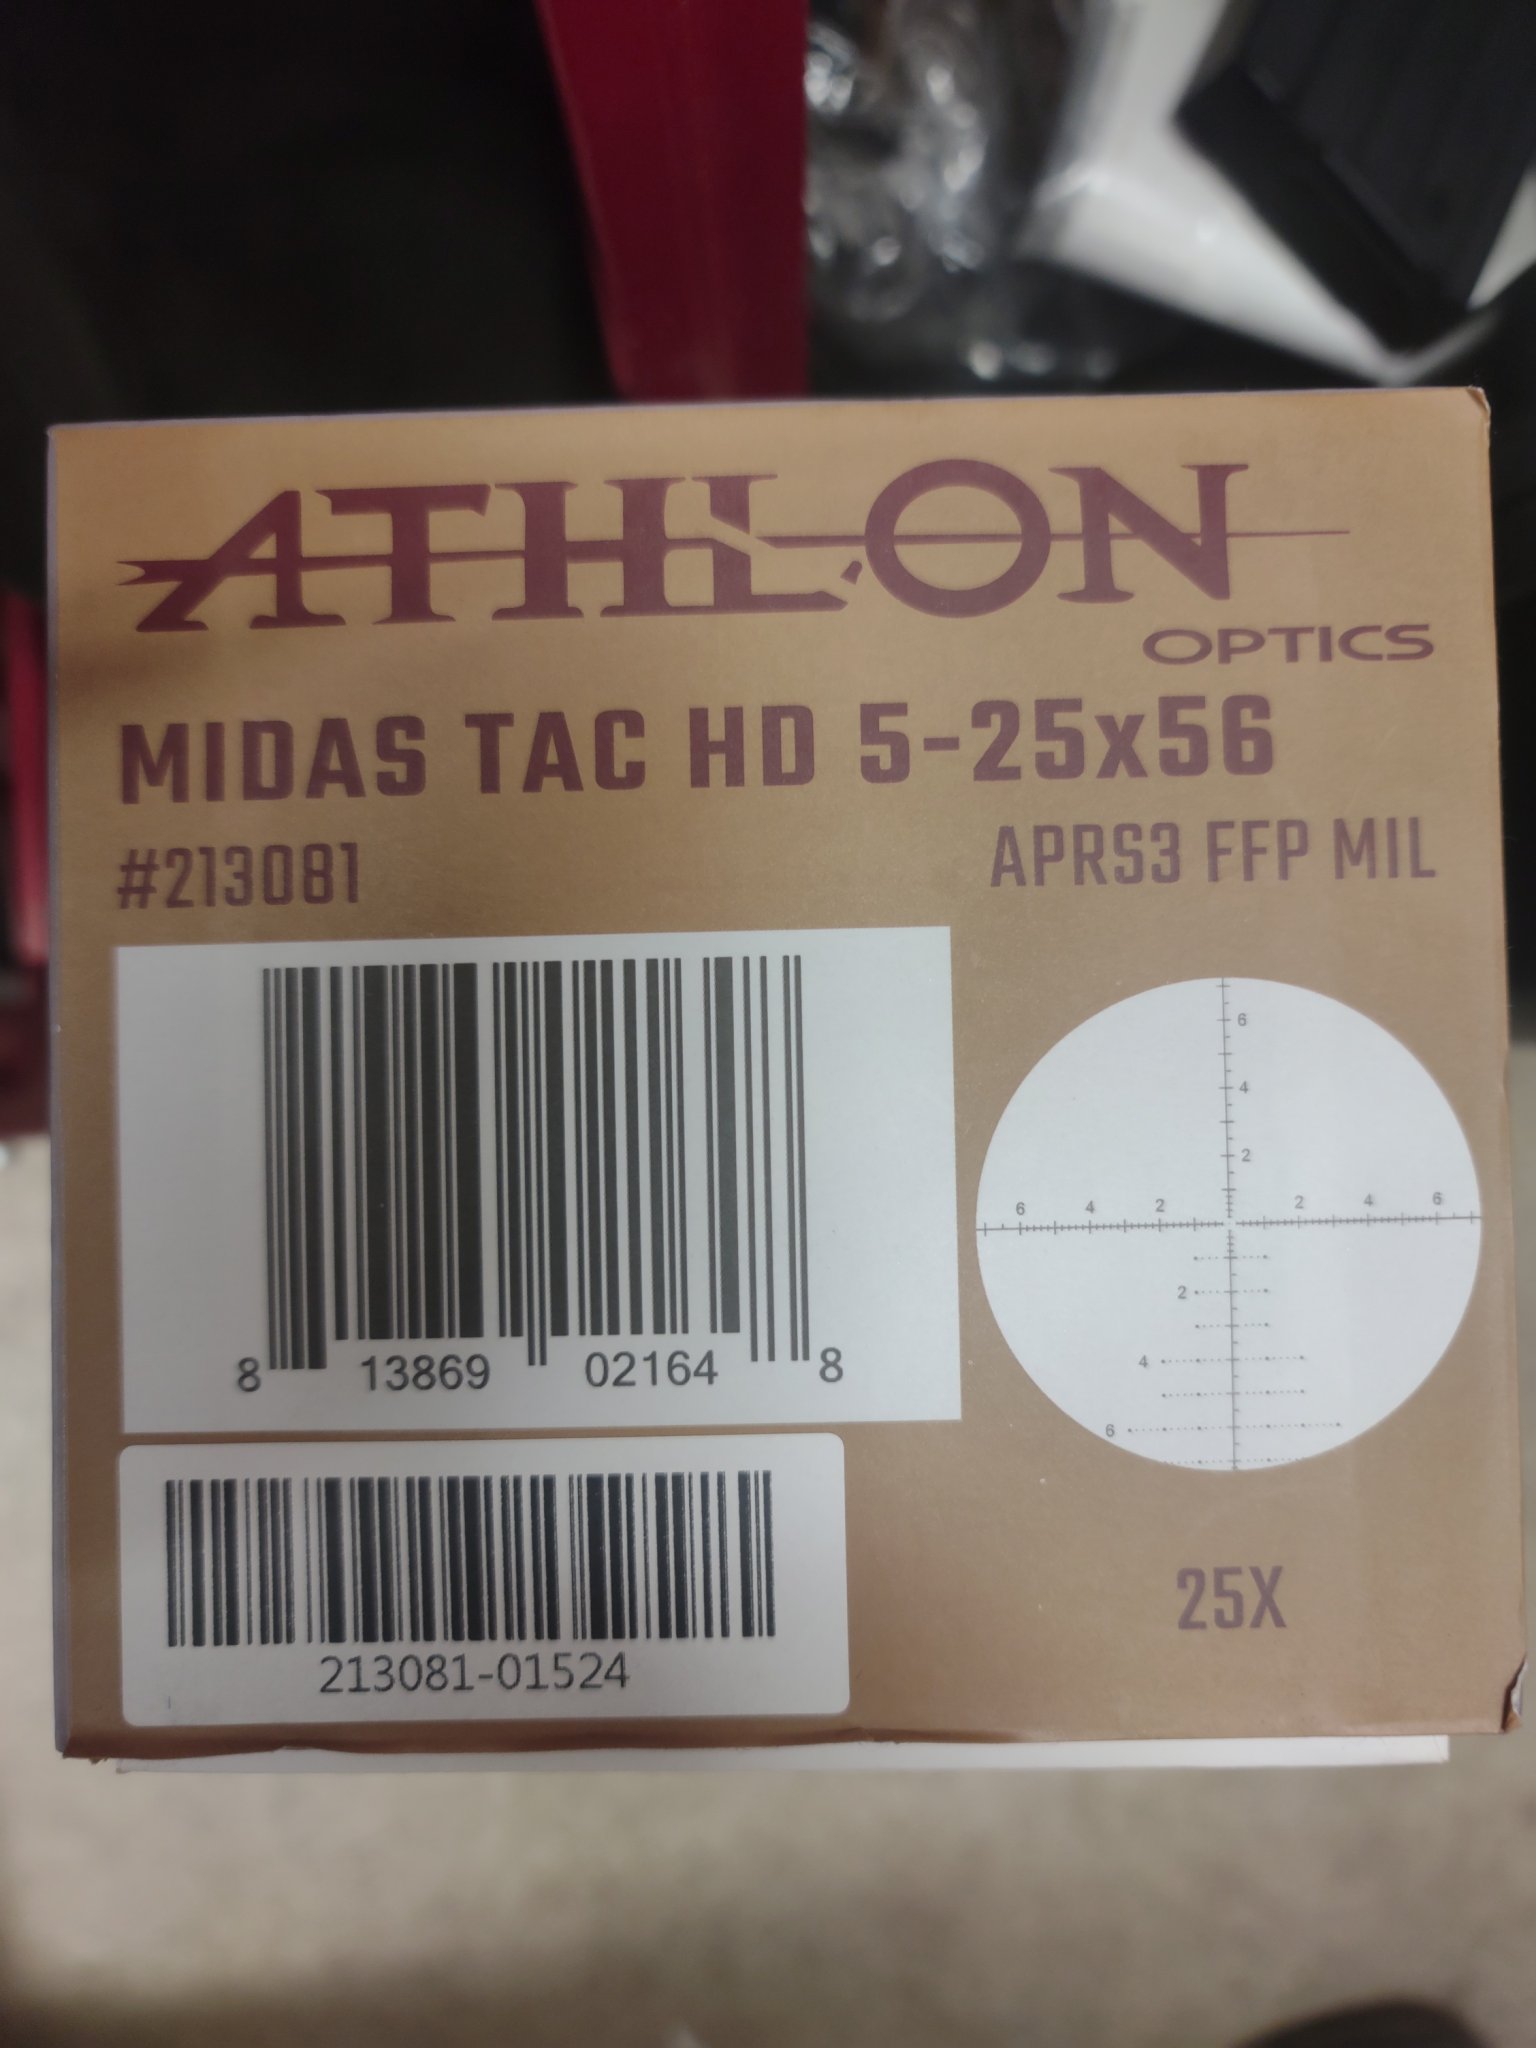 ATHLON
OPTICS
MIDAS TAC HD 5-25x56
#213081 APRS3 FFP MIL
8 13869 02164 8
6
4
2
6 4 2 2 4 6
2
4
6
25X
213081-01524